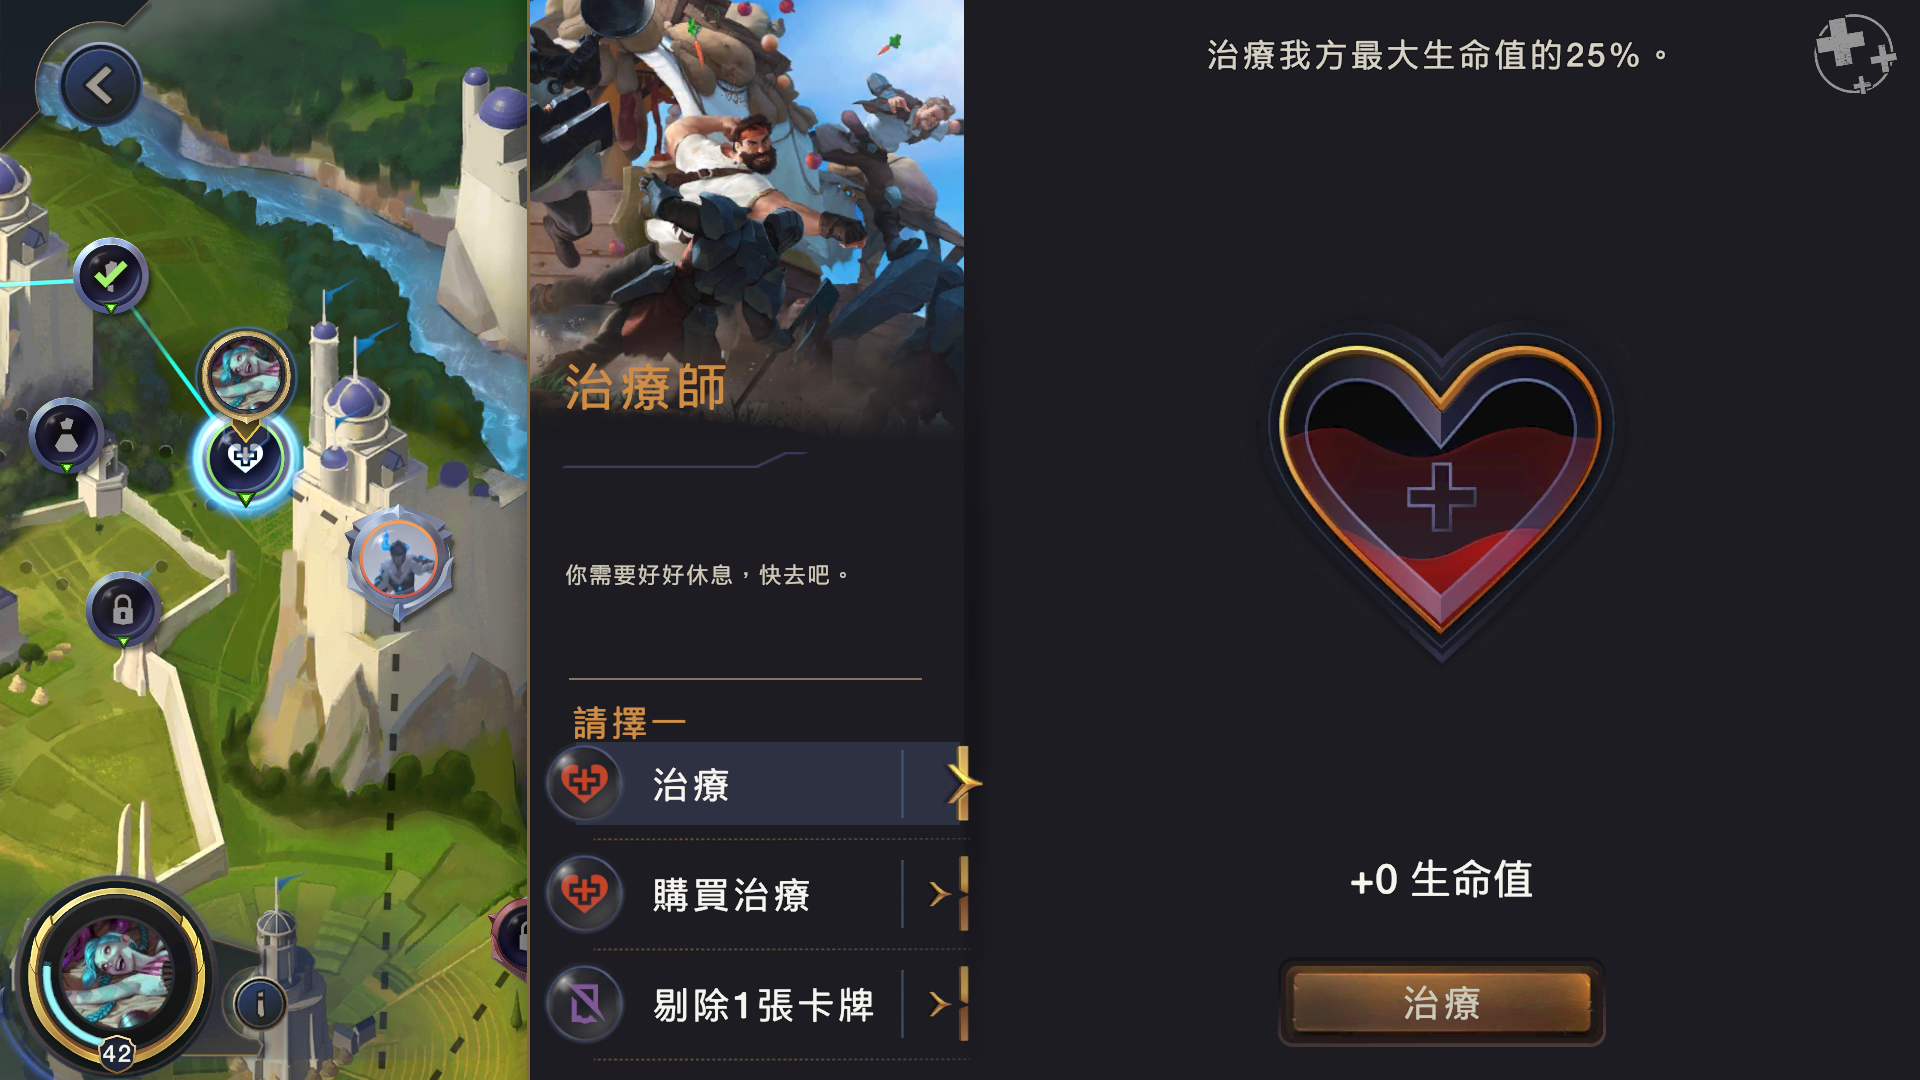 治療我方最大生命值的25%。
治療師
你需要好好休息，快去吧。
請擇一
治療
購買治療
剔除1張卡牌
+0 生命值
治療
42